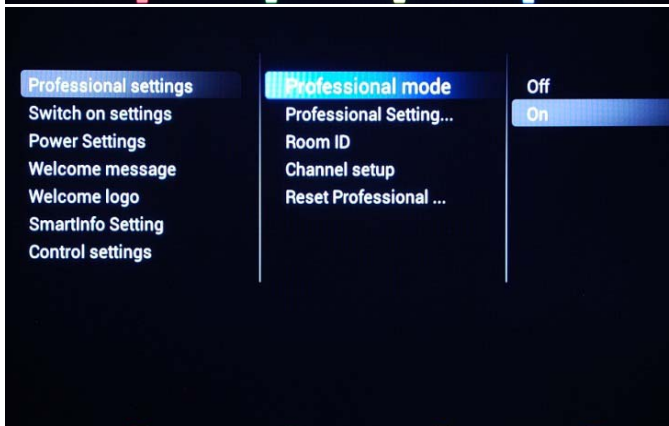 Professional settings
Switch on settings
Power Settings
Welcome message
Welcome logo
SmartInfo Setting
Control settings
Professional mode
Professional Setting...
Room ID
Channel setup
Reset Professional ...
Off
On